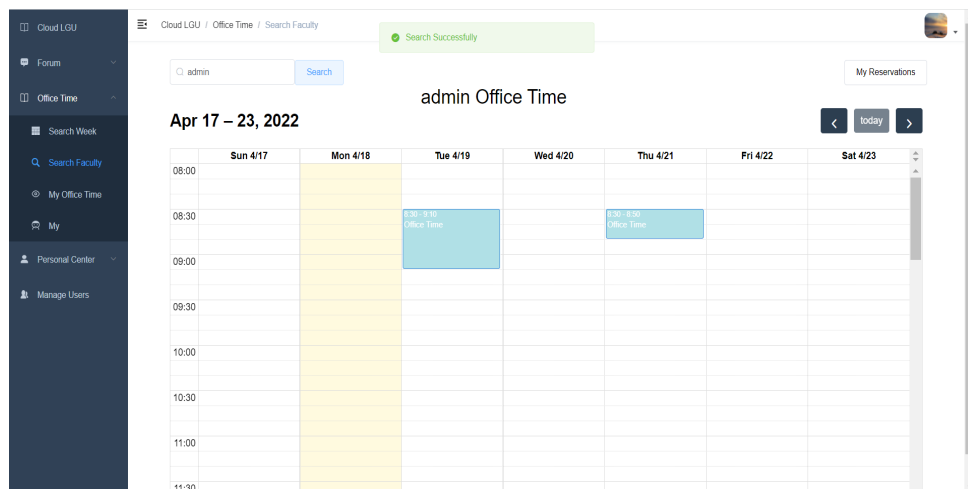 Cloud LGU
Cloud LGU / Office Time / Search Faculty
Search Successfully
Forum
Office Time
Search Week
Search Faculty
My Office Time
My
Personal Center
Manage Users
admin
Search
My Reservations
admin Office Time
Apr 17 – 23, 2022
today
Sun 4/17 Mon 4/18 Tue 4/19 Wed 4/20 Thu 4/21 Fri 4/22 Sat 4/23
08:00
08:30
8:30 - 9:10
Office Time
8:30 - 8:50
Office Time
09:00
09:30
10:00
10:30
11:00
11:30